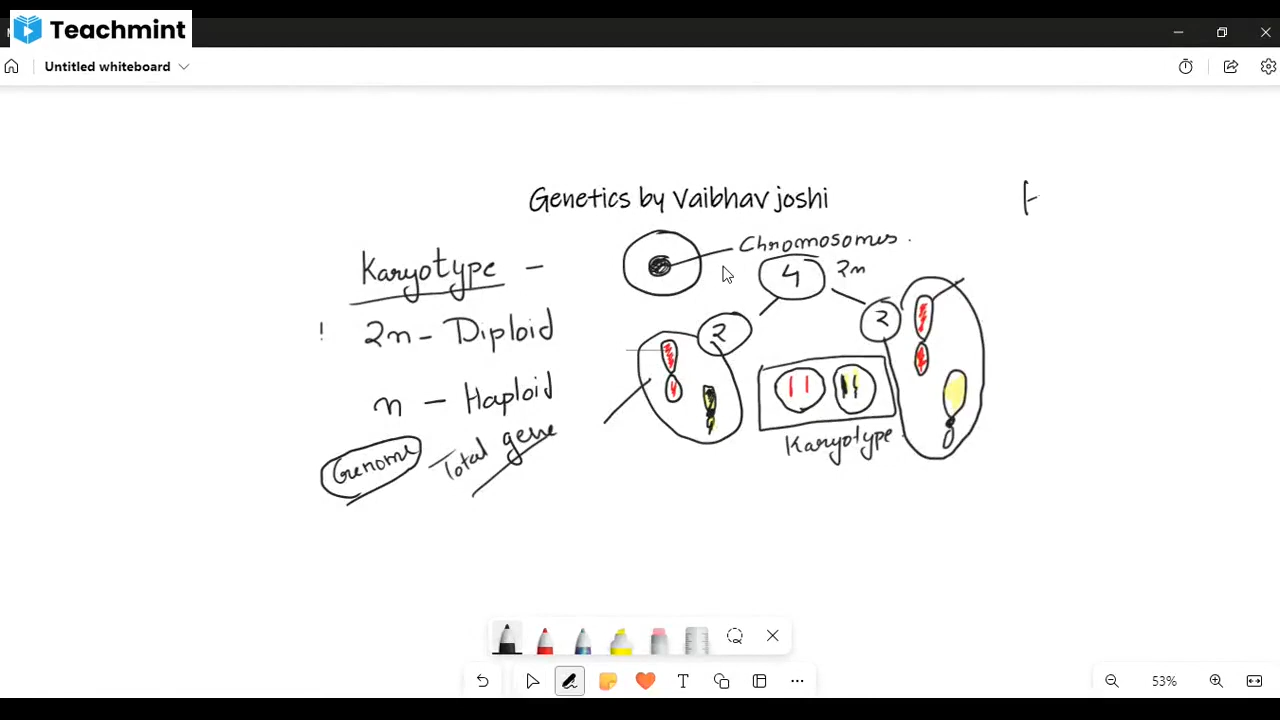 Teachmint
Untitled whiteboard
Genetics by Vaibhav joshi
Karyotype -
Chromosomes.
4
2n
2
2
! 2n - Diploid
n - Haploid
Karyotype
Genome
Total gene
53%